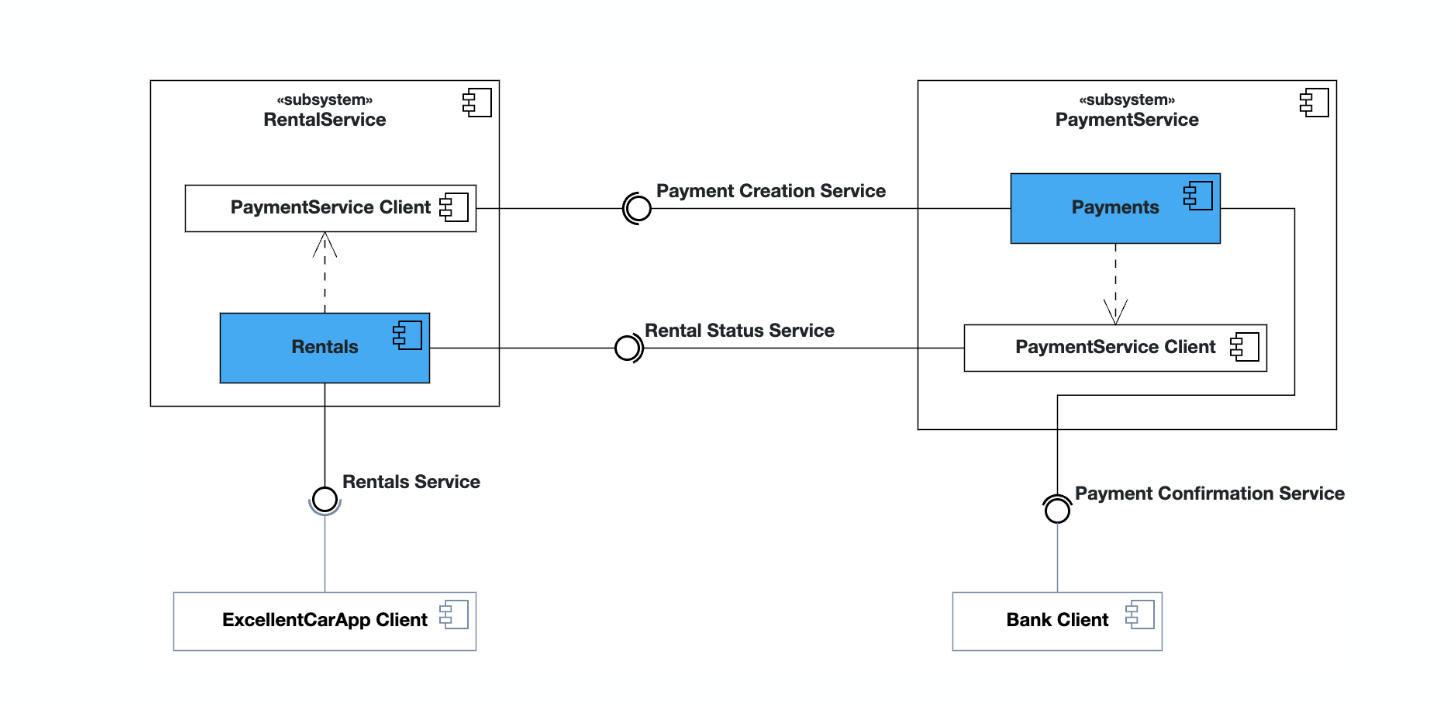 «subsystem»
RentalService
«subsystem»
PaymentService
PaymentService Client
Payment Creation Service
Payments
Rentals
Rental Status Service
PaymentService Client
Rentals Service
Payment Confirmation Service
ExcellentCarApp Client
Bank Client